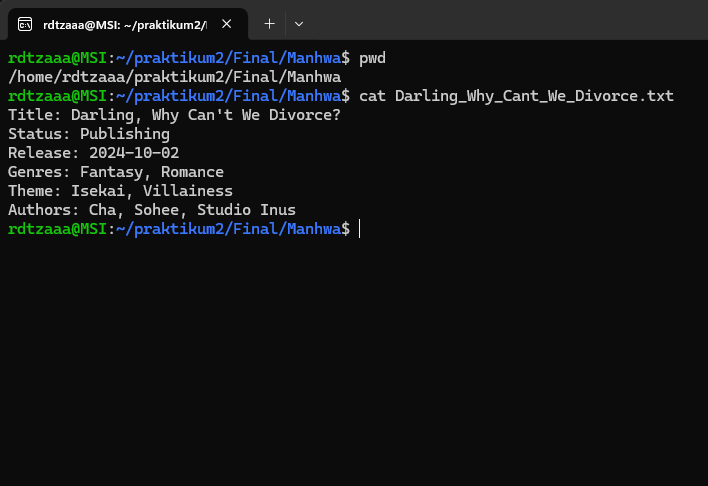 rdtzaaa@MSI: ~/praktikum2/
rdtzaaa@MSI:~/praktikum2/Final/Manhwa$ pwd
/home/rdtzaaa/praktikum2/Final/Manhwa
rdtzaaa@MSI:~/praktikum2/Final/Manhwa$ cat Darling_Why_Cant_We_Divorce.txt
Title: Darling, Why Can't We Divorce?
Status: Publishing
Release: 2024-10-02
Genres: Fantasy, Romance
Theme: Isekai, Villainess
Authors: Cha, Sohee, Studio Inus
rdtzaaa@MSI:~/praktikum2/Final/Manhwa$